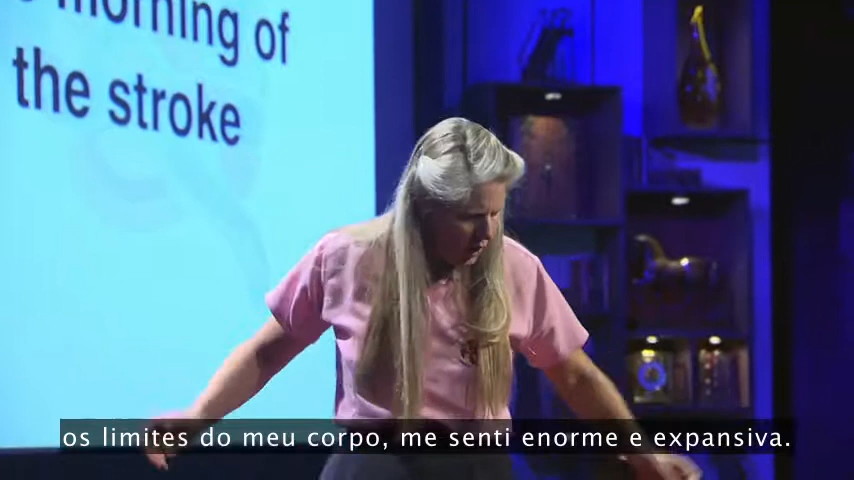 morning of
the stroke
os limites do meu corpo, me senti enorme e expansiva.